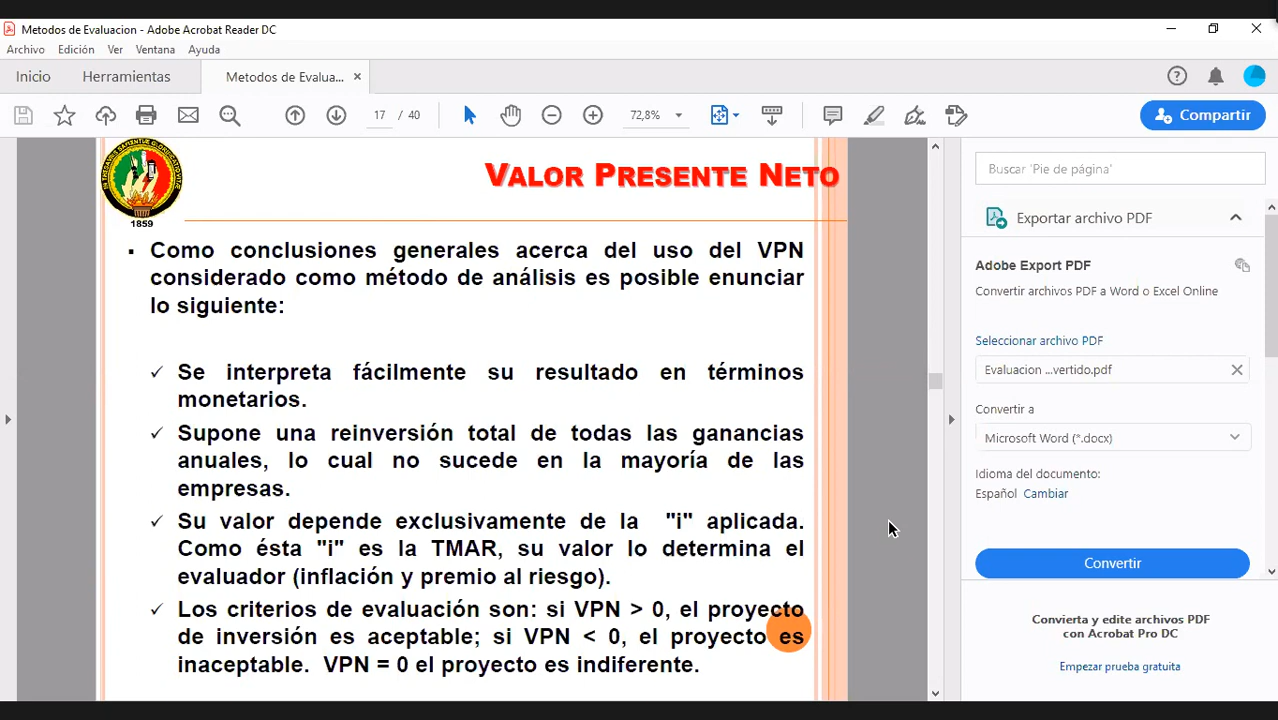 Metodos de Evaluacion - Adobe Acrobat Reader DC
Archivo Edición Ver Ventana Ayuda
Inicio Herramientas Metodos de Evalua... ×
17 / 40 72,8% Compartir
VALOR PRESENTE NETO
1859
▪ Como conclusiones generales acerca del uso del VPN
considerado como método de análisis es posible enunciar
lo siguiente:
✓ Se interpreta fácilmente su resultado en términos
monetarios.
✓ Supone una reinversión total de todas las ganancias
anuales, lo cual no sucede en la mayoría de las
empresas.
✓ Su valor depende exclusivamente de la "i" aplicada.
Como ésta "i" es la TMAR, su valor lo determina el
evaluador (inflación y premio al riesgo).
✓ Los criterios de evaluación son: si VPN > 0, el proyecto
de inversión es aceptable; si VPN < 0, el proyecto es
inaceptable. VPN = 0 el proyecto es indiferente.
Buscar 'Pie de página'
Exportar archivo PDF
Adobe Export PDF
Convertir archivos PDF a Word o Excel Online
Seleccionar archivo PDF
Evaluacion ...vertido.pdf
Convertir a
Microsoft Word (*.docx)
Idioma del documento:
Español Cambiar
Convertir
Convierta y edite archivos PDF
con Acrobat Pro DC
Empezar prueba gratuita